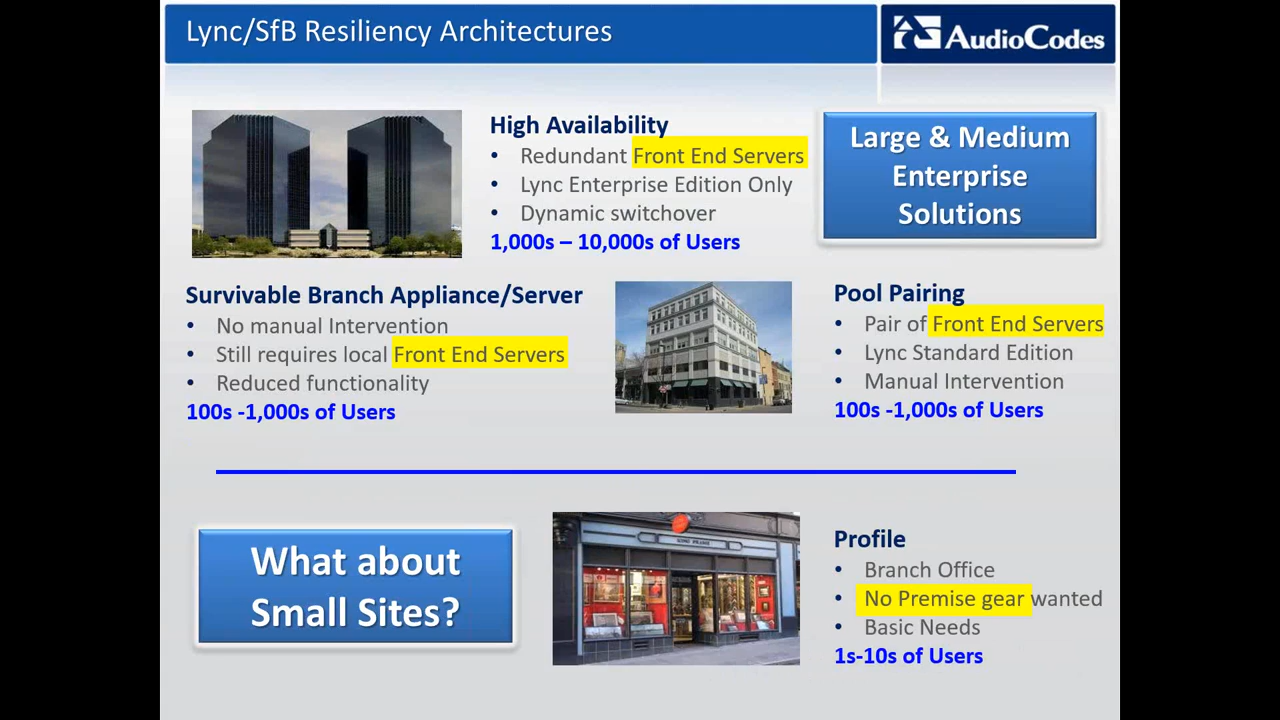 Lync/SfB Resiliency Architectures
AudioCodes
High Availability
• Redundant Front End Servers
• Lync Enterprise Edition Only
• Dynamic switchover
1,000s – 10,000s of Users
Large & Medium
Enterprise
Solutions
Survivable Branch Appliance/Server
• No manual Intervention
• Still requires local Front End Servers
• Reduced functionality
100s -1,000s of Users
Pool Pairing
• Pair of Front End Servers
• Lync Standard Edition
• Manual Intervention
100s -1,000s of Users
What about
Small Sites?
Profile
• Branch Office
• No Premise gear wanted
• Basic Needs
1s-10s of Users